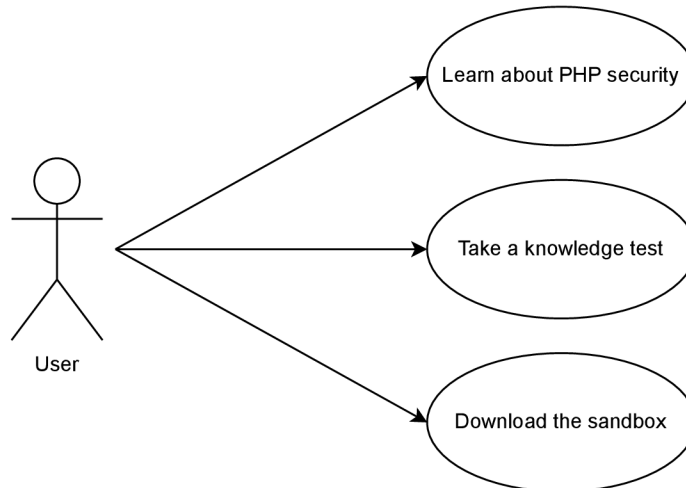 Learn about PHP security
Take a knowledge test
User
Download the sandbox